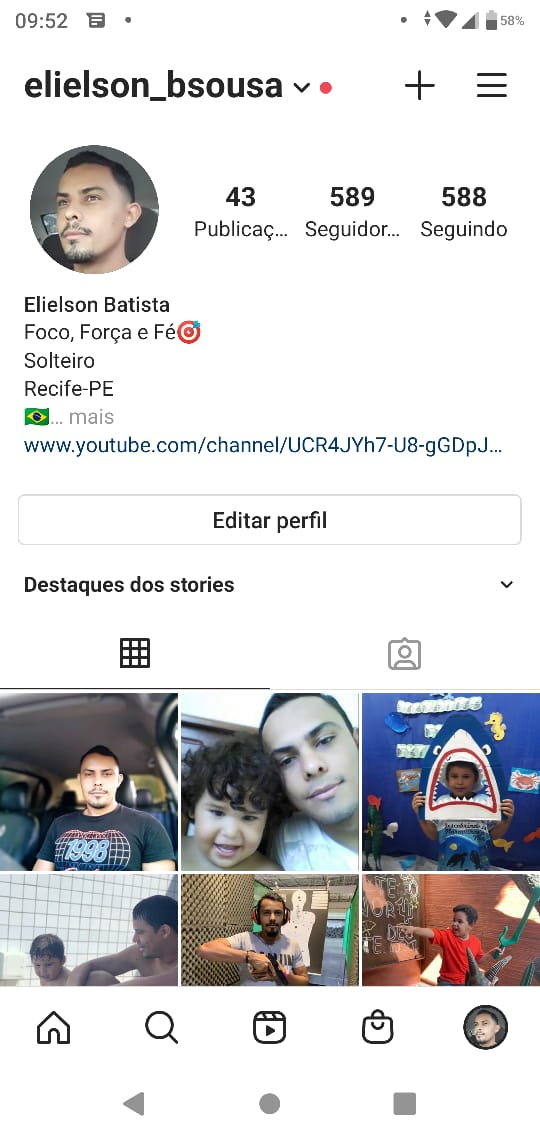 09:52
58%
elielson_bsousa
43
589
588
Publicaç...
Seguidor...
Seguindo
Elielson Batista
Foco, Força e Fé🎯
Solteiro
Recife-PE
🇧🇷... mais
www.youtube.com/channel/UCR4JYh7-U8-gGDpJ...
Editar perfil
Destaques dos stories
1998